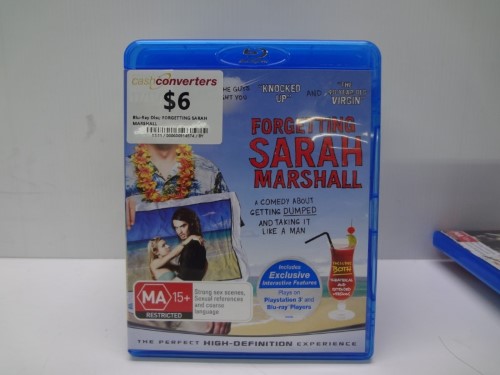 cash converters
$6
Blu-Ray Disc FORGETTING SARAH
MARSHALL
THE GUYS
"KNOCKED
UP"
AND
VIRGIN"
FORGETTING
SARAH
MARSHALL
A COMEDY ABOUT
GETTING DUMPED
AND TAKING IT
LIKE A MAN
MA 15+
RESTRICTED
Strong sex scenes,
Sexual references
and coarse
language.
Includes
Exclusive
Interactive Features
Plays on
Playstation 3 and
Blu-ray Players
THE PERFECT HIGH-DEFINITION EXPERIENCE